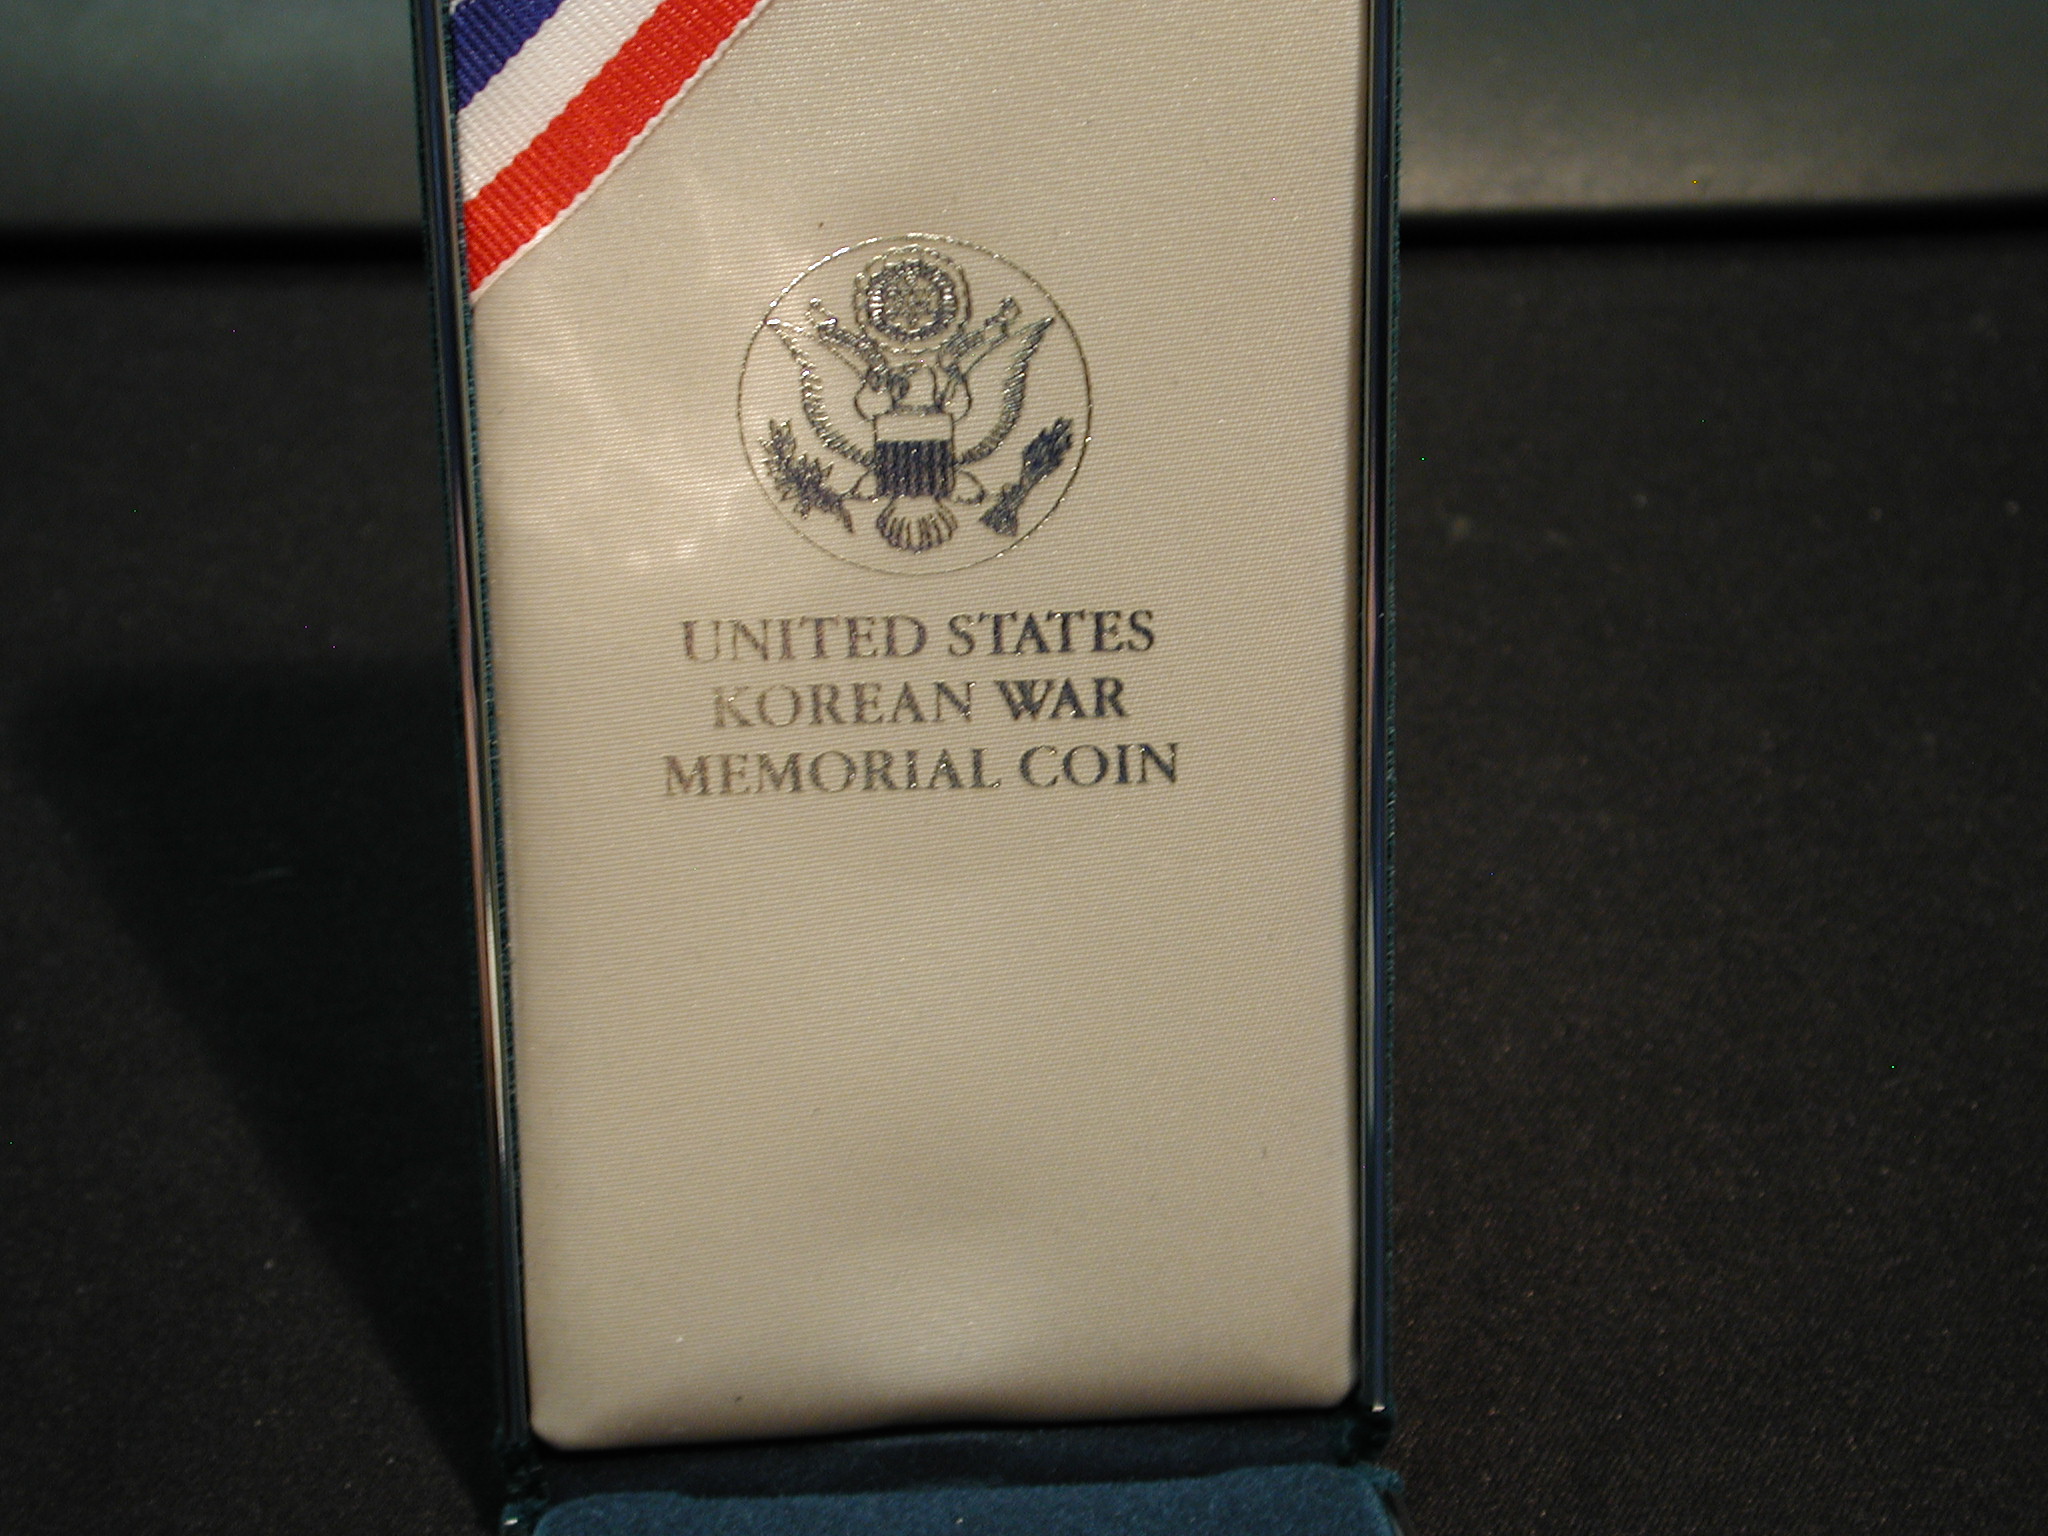 UNITED STATES
KOREAN WAR
MEMORIAL COIN